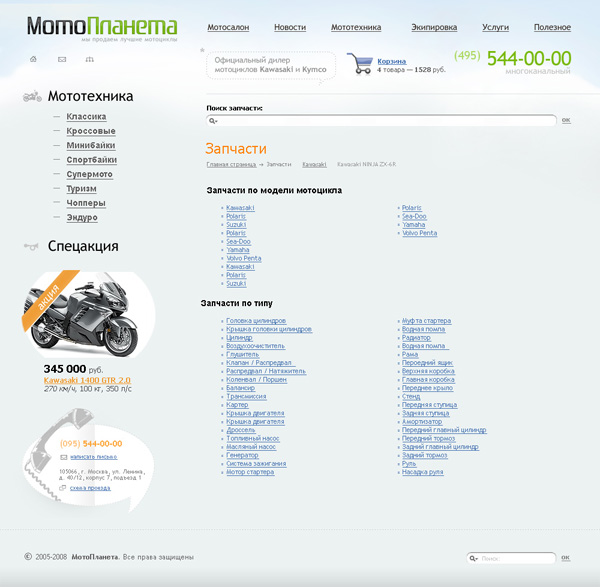 МотоПланета
мы продаем лучшие мотоциклы
Мотосалон Новости Мототехника Экипировка Услуги Полезное
Официальный дилер
мотоциклов Kawasaki и Kymco
Корзина
4 товара — 1528 руб.
(495) 544-00-00
многоканальный
Мототехника
Классика
Кроссовые
Минибайки
Спортбайки
Супермото
Туризм
Чопперы
Эндуро
Спецакция
акция
345 000 руб.
Kawasaki 1400 GTR 2.0
270 км/ч, 100 кг, 350 л/с
(095) 544-00-00
написать письмо
105066, г. Москва, ул. Ленина,
д. 40/12, корпус 7, подъезд 1
схема проезда
Поиск запчасти:
ок
Запчасти
Главная страница → Запчасти Kawasaki Kawasaki NINJA ZX-6R
Запчасти по модели мотоцикла
Kawasaki
Polaris
Suzuki
Polaris
Sea-Doo
Yamaha
Volvo Penta
Kawasaki
Polaris
Suzuki
Polaris
Sea-Doo
Yamaha
Volvo Penta
Запчасти по типу
Головка цилиндров
Крышка головки цилиндров
Цилиндр
Воздухоочиститель
Глушитель
Клапан / Распредвал
Распредвал / Натяжитель
Коленвал / Поршен
Балансир
Трансмиссия
Картер
Крышка двигателя
Крышка двигателя
Дроссель
Топливный насос
Масляный насос
Генератор
Система зажигания
Мотор стартера
Муфта стартера
Водная помпа
Радиатор
Водная помпа
Рама
Пероедний ящик
Верхняя коробка
Главная коробка
Переднее крыло
Стенд
Передняя ступица
Задняя ступица
Амортизатор
Передний главный цилиндр
Передний тормоз
Задний главный цилиндр
Задний тормоз
Руль
Насадка руля
© 2005-2008 МотоПланета. Все права защищены
Поиск:
ок